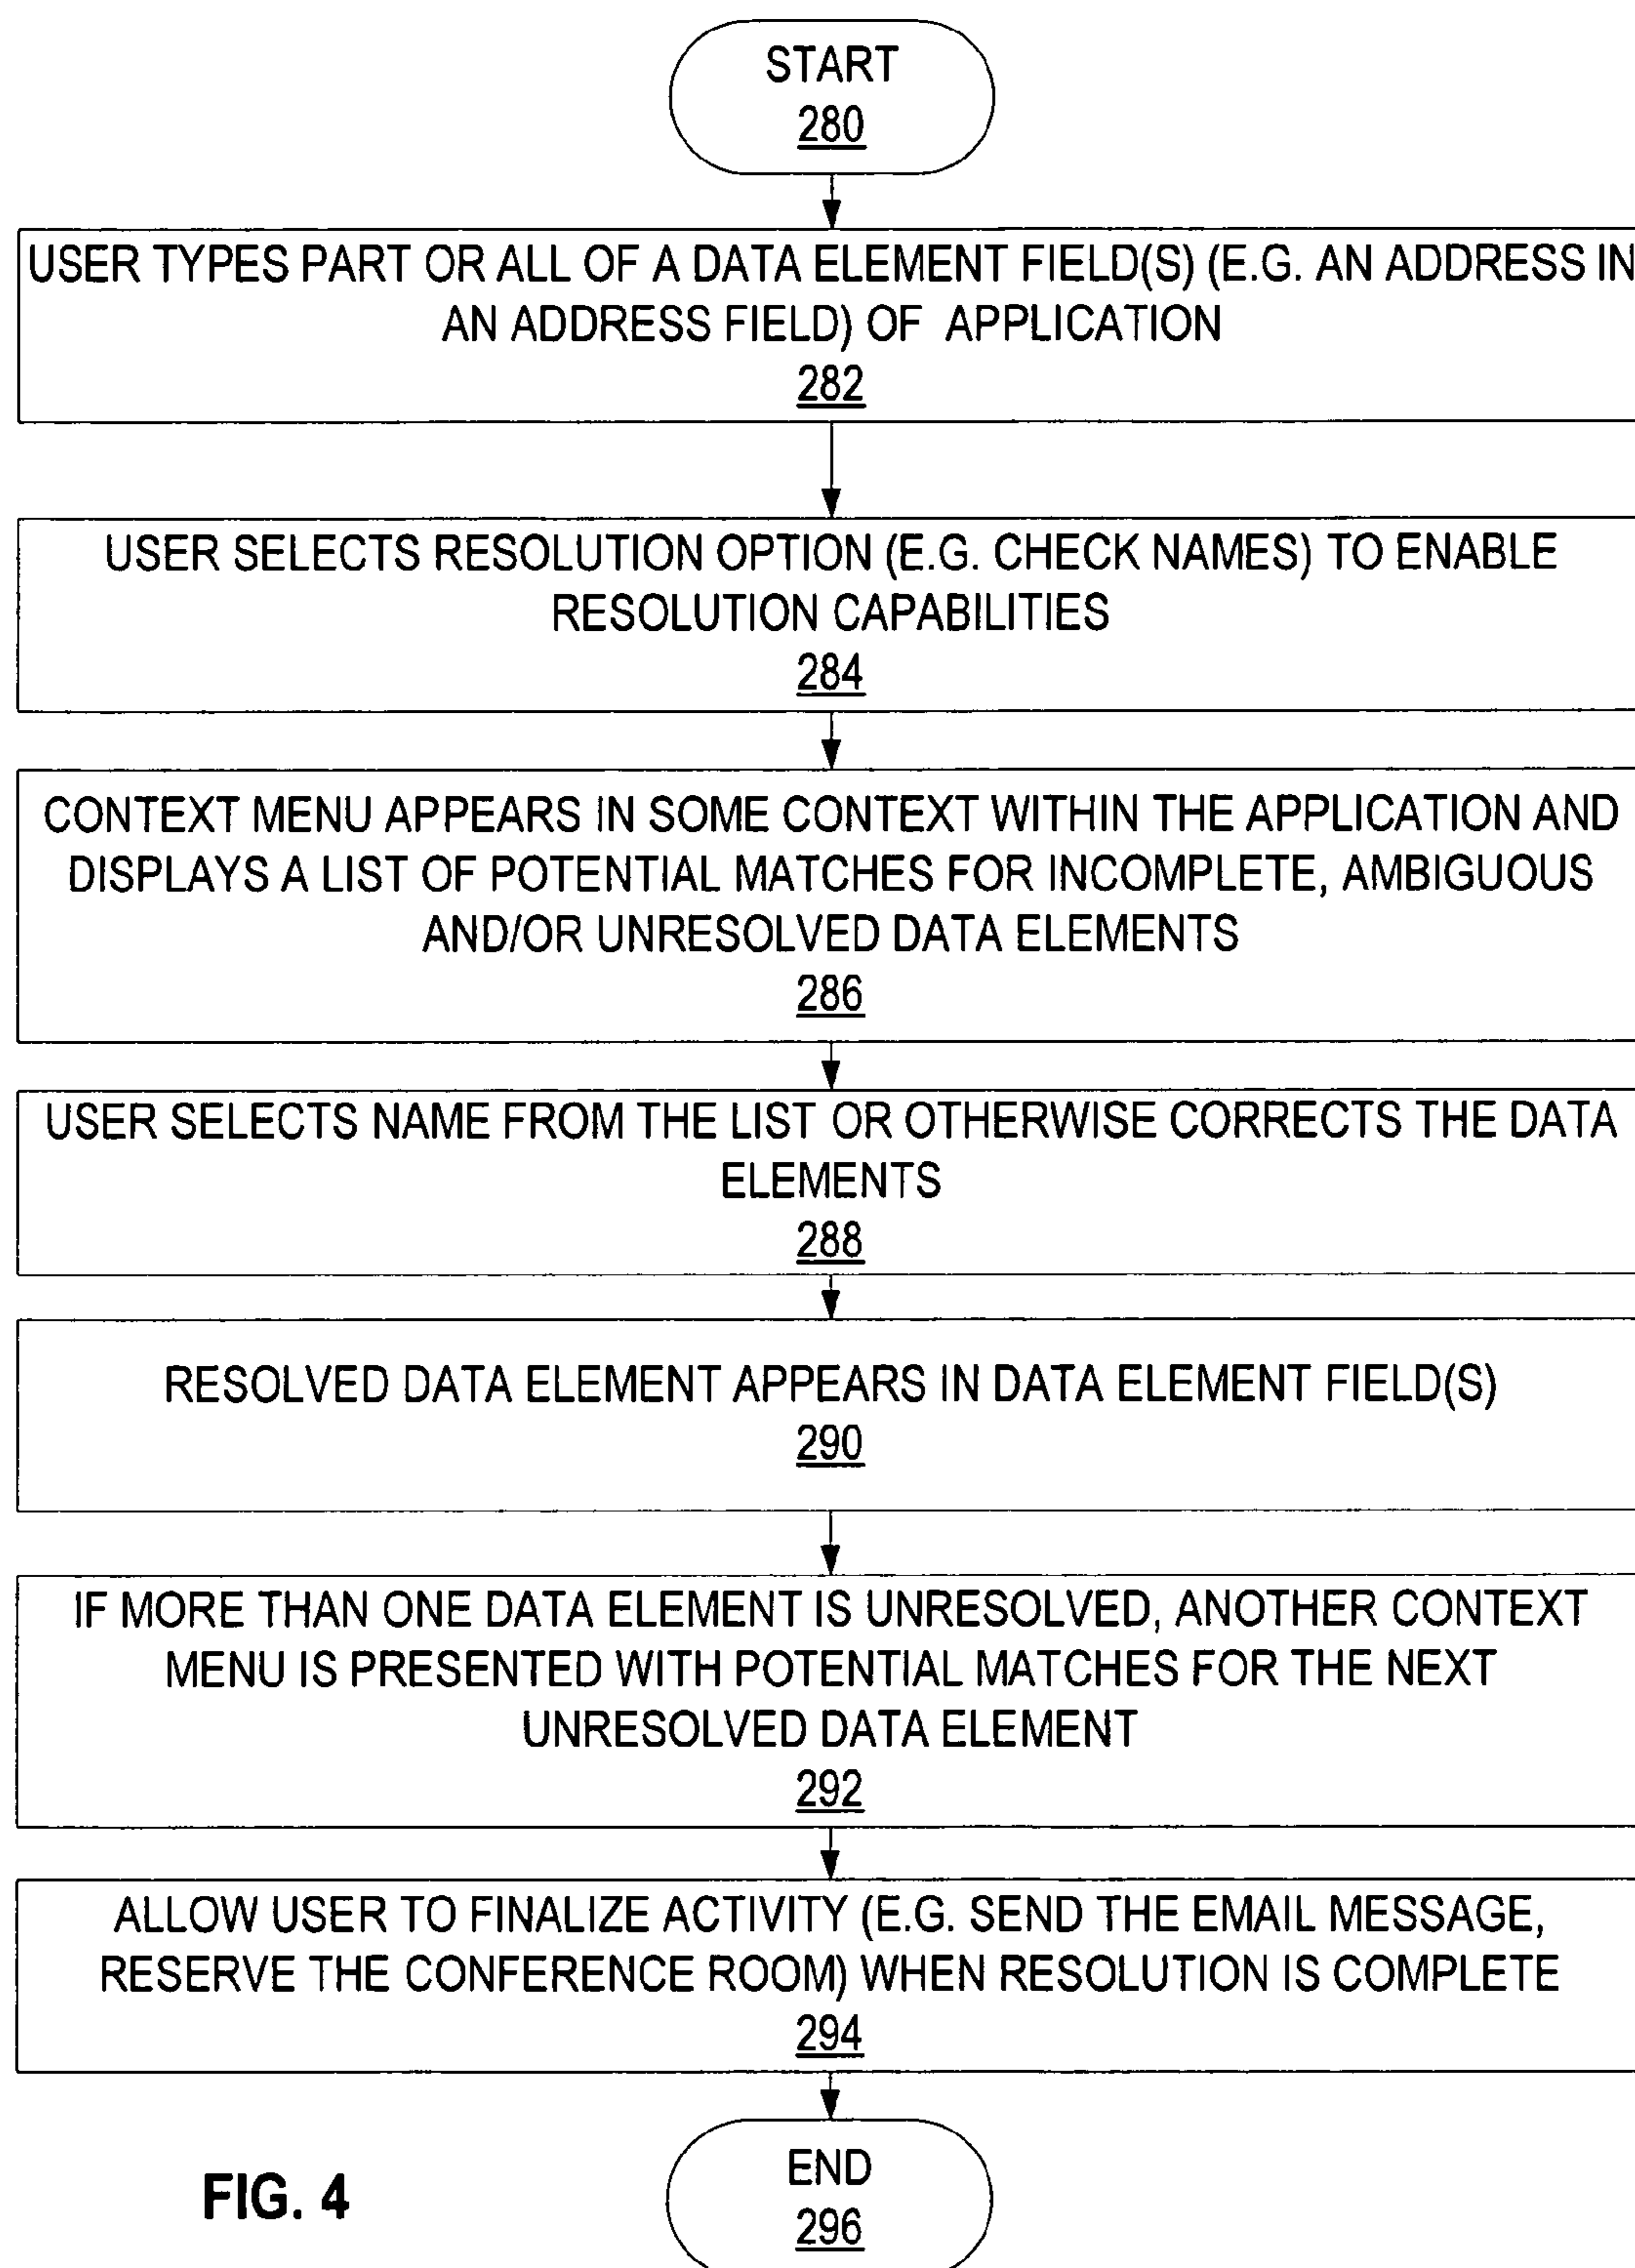 START
280
USER TYPES PART OR ALL OF A DATA ELEMENT FIELD(S) (E.G. AN ADDRESS IN
AN ADDRESS FIELD) OF APPLICATION
282
USER SELECTS RESOLUTION OPTION (E.G. CHECK NAMES) TO ENABLE
RESOLUTION CAPABILITIES
284
CONTEXT MENU APPEARS IN SOME CONTEXT WITHIN THE APPLICATION AND
DISPLAYS A LIST OF POTENTIAL MATCHES FOR INCOMPLETE, AMBIGUOUS
AND/OR UNRESOLVED DATA ELEMENTS
286
USER SELECTS NAME FROM THE LIST OR OTHERWISE CORRECTS THE DATA
ELEMENTS
288
RESOLVED DATA ELEMENT APPEARS IN DATA ELEMENT FIELD(S)
290
IF MORE THAN ONE DATA ELEMENT IS UNRESOLVED, ANOTHER CONTEXT
MENU IS PRESENTED WITH POTENTIAL MATCHES FOR THE NEXT
UNRESOLVED DATA ELEMENT
292
ALLOW USER TO FINALIZE ACTIVITY (E.G. SEND THE EMAIL MESSAGE,
RESERVE THE CONFERENCE ROOM) WHEN RESOLUTION IS COMPLETE
294
END
296
FIG. 4